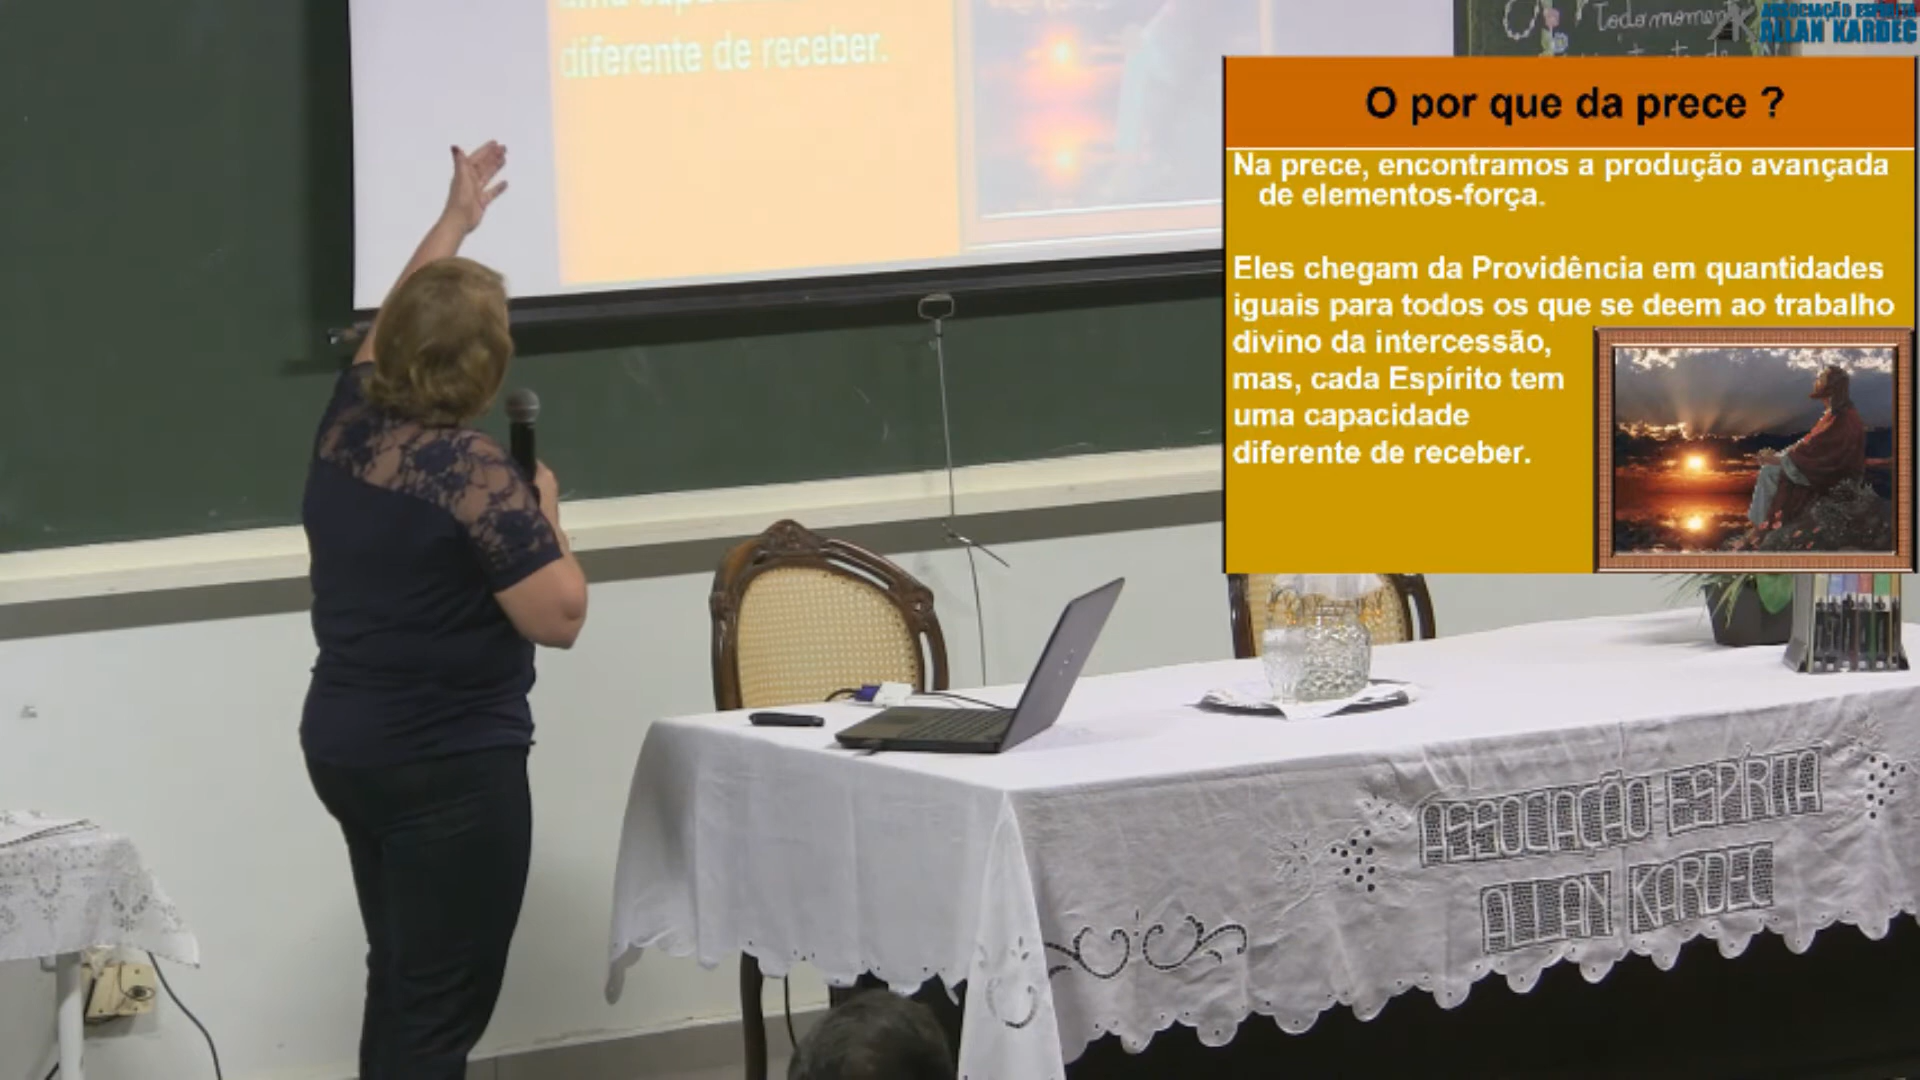 diferente de receber.
Todo momen
ASSOCIAÇÃO ESPÍRITA
ALLAN KARDEC
O por que da prece ?
Na prece, encontramos a produção avançada
de elementos-força.
Eles chegam da Providência em quantidades
iguais para todos os que se deem ao trabalho
divino da intercessão,
mas, cada Espírito tem
uma capacidade
diferente de receber.
ASSOCIAÇÃO ESPÍRITA
ALLAN KARDEC